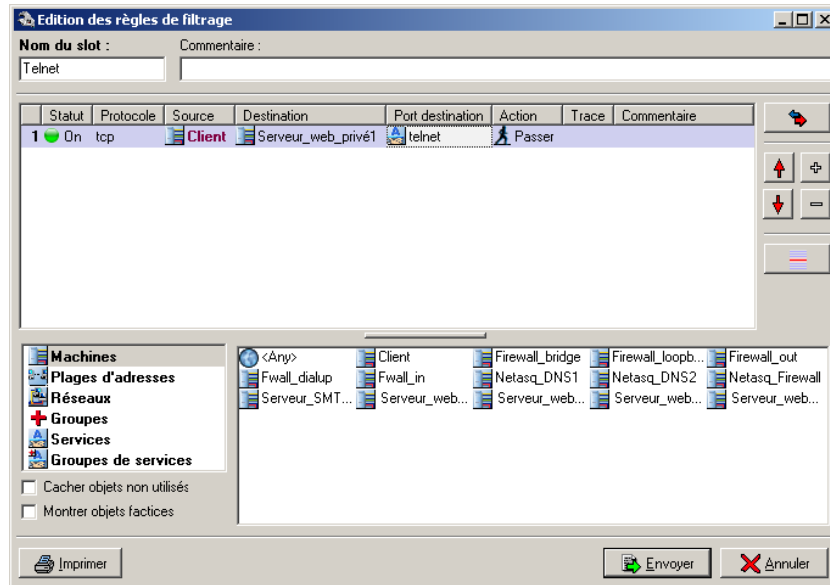 Edition des règles de filtrage
Nom du slot : Commentaire :
Telnet
Statut Protocole Source Destination Port destination Action Trace Commentaire
1 On tcp Client Serveur_web_privé1 telnet Passer
Machines
Plages d'adresses
Réseaux
Groupes
Services
Groupes de services
Cacher objets non utilisés
Montrer objets factices
<Any> Client Firewall_bridge Firewall_loopb... Firewall_out
Fwall_dialup Fwall_in Netasq_DNS1 Netasq_DNS2 Netasq_Firewall
Serveur_SMT... Serveur_web... Serveur_web... Serveur_web... Serveur_web...
Imprimer Envoyer Annuler